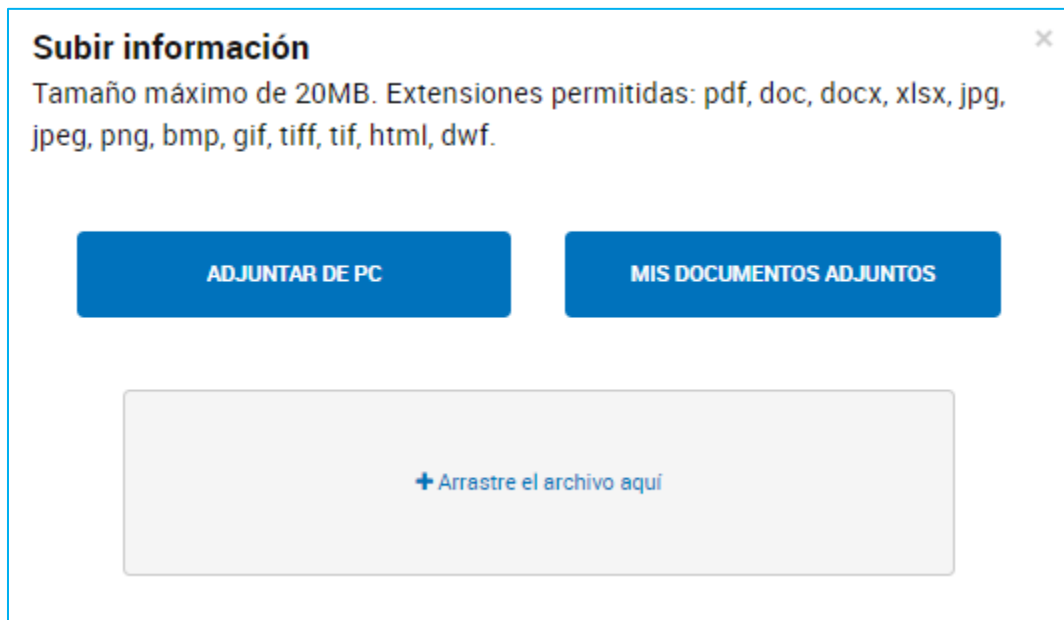 Subir información
Tamaño máximo de 20MB. Extensiones permitidas: pdf, doc, docx, xlsx, jpg,
jpeg, png, bmp, gif, tiff, tif, html, dwf.
ADJUNTAR DE PC
MIS DOCUMENTOS ADJUNTOS
+ Arrastre el archivo aquí